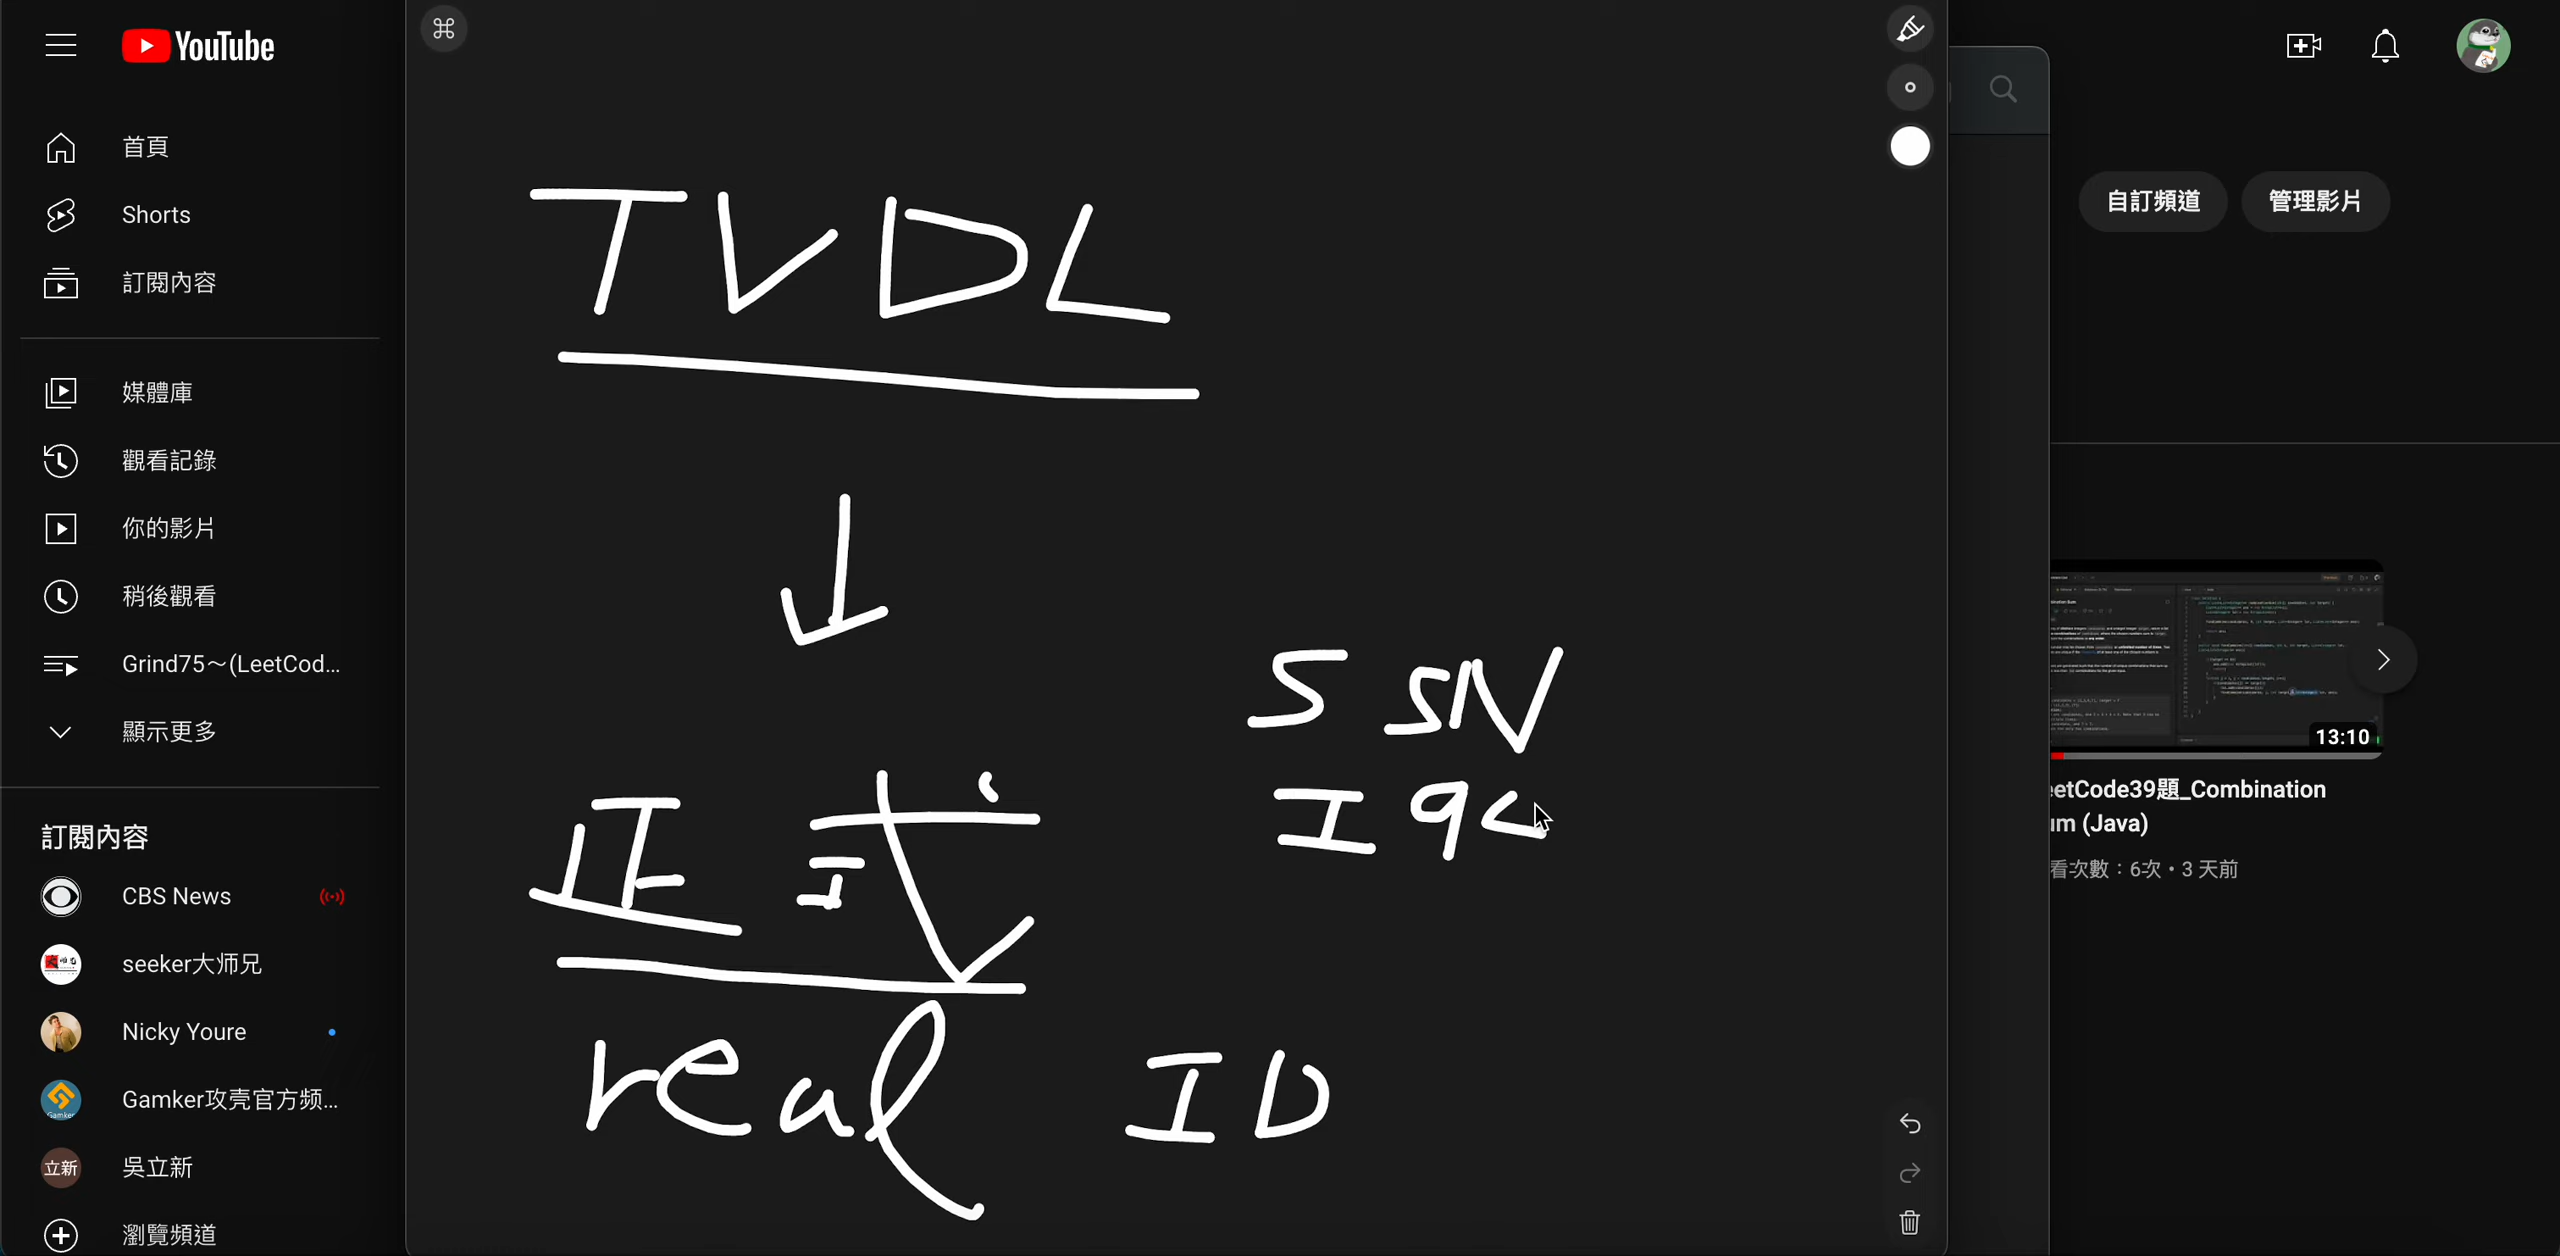 YouTube
首頁
Shorts
訂閱內容
媒體庫
觀看記錄
你的影片
稍後觀看
Grind75～(LeetCod...
顯示更多
訂閱內容
CBS News
seeker大师兄
Nicky Youre
Gamker攻壳官方频...
立新
吳立新
瀏覽頻道
TVDL
SSN
正式
real ID
自訂頻道
管理影片
13:10
eetCode39題_Combination
um (Java)
看次數：6次・3 天前